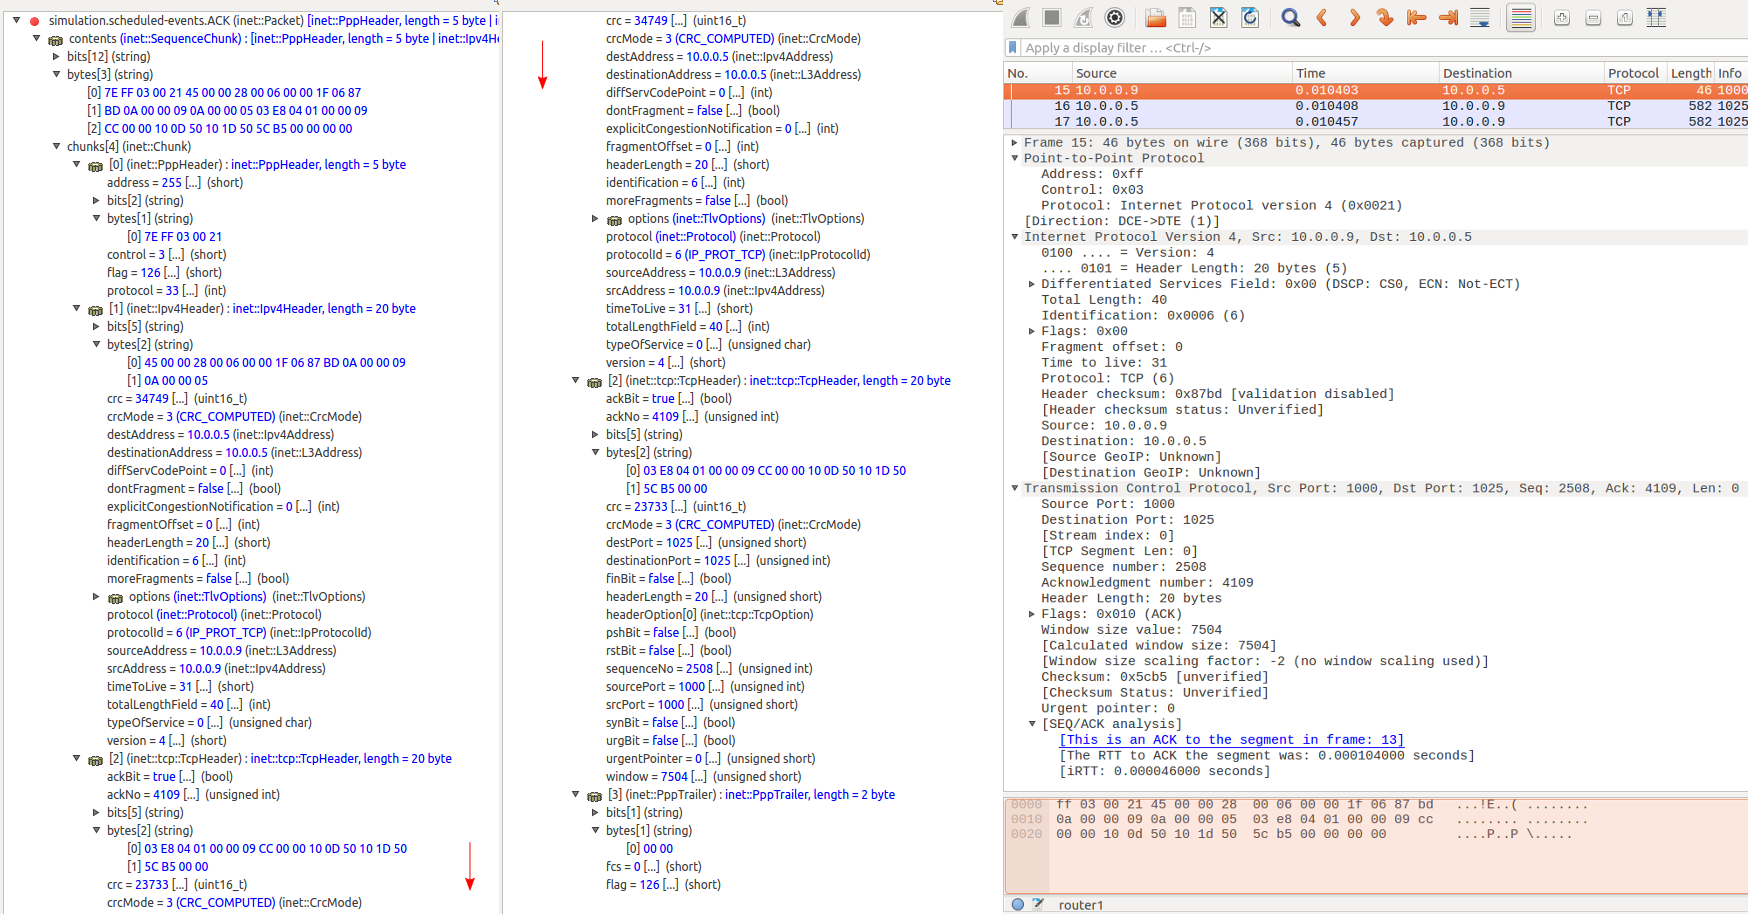 simulation.scheduled-events.ACK (inet::Packet) [inet::PppHeader, length = 5 byte | i
contents (inet::SequenceChunk) : [inet::PppHeader, length = 5 byte | inet::Ipv4He
bits[12] (string)
bytes[3] (string)
[0] 7E FF 03 00 21 45 00 00 28 00 06 00 00 1F 06 87
[1] BD 0A 00 00 09 0A 00 00 05 03 E8 04 01 00 00 09
[2] CC 00 00 10 0D 50 10 1D 50 5C B5 00 00 00 00
chunks[4] (inet::Chunk)
[0] (inet::PppHeader) : inet::PppHeader, length = 5 byte
address = 255 [...] (short)
bits[2] (string)
bytes[1] (string)
[0] 7E FF 03 00 21
control = 3 [...] (short)
flag = 126 [...] (short)
protocol = 33 [...] (int)
[1] (inet::Ipv4Header) : inet::Ipv4Header, length = 20 byte
bits[5] (string)
bytes[2] (string)
[0] 45 00 00 28 00 06 00 00 1F 06 87 BD 0A 00 00 09
[1] 0A 00 00 05
crc = 34749 [...] (uint16_t)
crcMode = 3 (CRC_COMPUTED) (inet::CrcMode)
destAddress = 10.0.0.5 (inet::Ipv4Address)
destinationAddress = 10.0.0.5 (inet::L3Address)
diffServCodePoint = 0 [...] (int)
dontFragment = false [...] (bool)
explicitCongestionNotification = 0 [...] (int)
fragmentOffset = 0 [...] (int)
headerLength = 20 [...] (short)
identification = 6 [...] (int)
moreFragments = false [...] (bool)
options (inet::TlvOptions) (inet::TlvOptions)
protocol (inet::Protocol) (inet::Protocol)
protocolId = 6 (IP_PROT_TCP) (inet::IpProtocolId)
sourceAddress = 10.0.0.9 (inet::L3Address)
srcAddress = 10.0.0.9 (inet::Ipv4Address)
timeToLive = 31 [...] (short)
totalLengthField = 40 [...] (int)
typeOfService = 0 [...] (unsigned char)
version = 4 [...] (short)
[2] (inet::tcp::TcpHeader) : inet::tcp::TcpHeader, length = 20 byte
ackBit = true [...] (bool)
ackNo = 4109 [...] (unsigned int)
bits[5] (string)
bytes[2] (string)
[0] 03 E8 04 01 00 00 09 CC 00 00 10 0D 50 10 1D 50
[1] 5C B5 00 00
crc = 23733 [...] (uint16_t)
crcMode = 3 (CRC_COMPUTED) (inet::CrcMode)
crc = 34749 [...] (uint16_t)
crcMode = 3 (CRC_COMPUTED) (inet::CrcMode)
destAddress = 10.0.0.5 (inet::Ipv4Address)
destinationAddress = 10.0.0.5 (inet::L3Address)
diffServCodePoint = 0 [...] (int)
dontFragment = false [...] (bool)
explicitCongestionNotification = 0 [...] (int)
fragmentOffset = 0 [...] (int)
headerLength = 20 [...] (short)
identification = 6 [...] (int)
moreFragments = false [...] (bool)
options (inet::TlvOptions) (inet::TlvOptions)
protocol (inet::Protocol) (inet::Protocol)
protocolId = 6 (IP_PROT_TCP) (inet::IpProtocolId)
sourceAddress = 10.0.0.9 (inet::L3Address)
srcAddress = 10.0.0.9 (inet::Ipv4Address)
timeToLive = 31 [...] (short)
totalLengthField = 40 [...] (int)
typeOfService = 0 [...] (unsigned char)
version = 4 [...] (short)
[2] (inet::tcp::TcpHeader) : inet::tcp::TcpHeader, length = 20 byte
ackBit = true [...] (bool)
ackNo = 4109 [...] (unsigned int)
bits[5] (string)
bytes[2] (string)
[0] 03 E8 04 01 00 00 09 CC 00 00 10 0D 50 10 1D 50
[1] 5C B5 00 00
crc = 23733 [...] (uint16_t)
crcMode = 3 (CRC_COMPUTED) (inet::CrcMode)
destPort = 1025 [...] (unsigned short)
destinationPort = 1025 [...] (unsigned int)
finBit = false [...] (bool)
headerLength = 20 [...] (unsigned short)
headerOption[0] (inet::tcp::TcpOption)
pshBit = false [...] (bool)
rstBit = false [...] (bool)
sequenceNo = 2508 [...] (unsigned int)
sourcePort = 1000 [...] (unsigned int)
srcPort = 1000 [...] (unsigned short)
synBit = false [...] (bool)
urgBit = false [...] (bool)
urgentPointer = 0 [...] (unsigned short)
window = 7504 [...] (unsigned short)
[3] (inet::PppTrailer) : inet::PppTrailer, length = 2 byte
bits[1] (string)
bytes[1] (string)
[0] 00 00
fcs = 0 [...] (short)
flag = 126 [...] (short)
Apply a display filter ... <Ctrl-/>
No. Source Time Destination Protocol Length Info
15 10.0.0.9 0.010403 10.0.0.5 TCP 46 1000
16 10.0.0.5 0.010408 10.0.0.9 TCP 582 1025
17 10.0.0.5 0.010457 10.0.0.9 TCP 582 1025
Frame 15: 46 bytes on wire (368 bits), 46 bytes captured (368 bits)
Point-to-Point Protocol
Address: 0xff
Control: 0x03
Protocol: Internet Protocol version 4 (0x0021)
[Direction: DCE->DTE (1)]
Internet Protocol Version 4, Src: 10.0.0.9, Dst: 10.0.0.5
0100 .... = Version: 4
.... 0101 = Header Length: 20 bytes (5)
Differentiated Services Field: 0x00 (DSCP: CS0, ECN: Not-ECT)
Total Length: 40
Identification: 0x0006 (6)
Flags: 0x00
Fragment offset: 0
Time to live: 31
Protocol: TCP (6)
Header checksum: 0x87bd [validation disabled]
[Header checksum status: Unverified]
Source: 10.0.0.9
Destination: 10.0.0.5
[Source GeoIP: Unknown]
[Destination GeoIP: Unknown]
Transmission Control Protocol, Src Port: 1000, Dst Port: 1025, Seq: 2508, Ack: 4109, Len: 0
Source Port: 1000
Destination Port: 1025
[Stream index: 0]
[TCP Segment Len: 0]
Sequence number: 2508
Acknowledgment number: 4109
Header Length: 20 bytes
Flags: 0x010 (ACK)
Window size value: 7504
[Calculated window size: 7504]
[Window size scaling factor: -2 (no window scaling used)]
Checksum: 0x5cb5 [unverified]
[Checksum Status: Unverified]
Urgent pointer: 0
[SEQ/ACK analysis]
[This is an ACK to the segment in frame: 13]
[The RTT to ACK the segment was: 0.000104000 seconds]
[iRTT: 0.000046000 seconds]
0000 ff 03 00 21 45 00 00 28 00 06 00 00 1f 06 87 bd ...!E..( ........
0010 0a 00 00 09 0a 00 00 05 03 e8 04 01 00 00 09 cc ........ ........
0020 00 00 10 0d 50 10 1d 50 5c b5 00 00 00 00 ....P..P \.....
router1